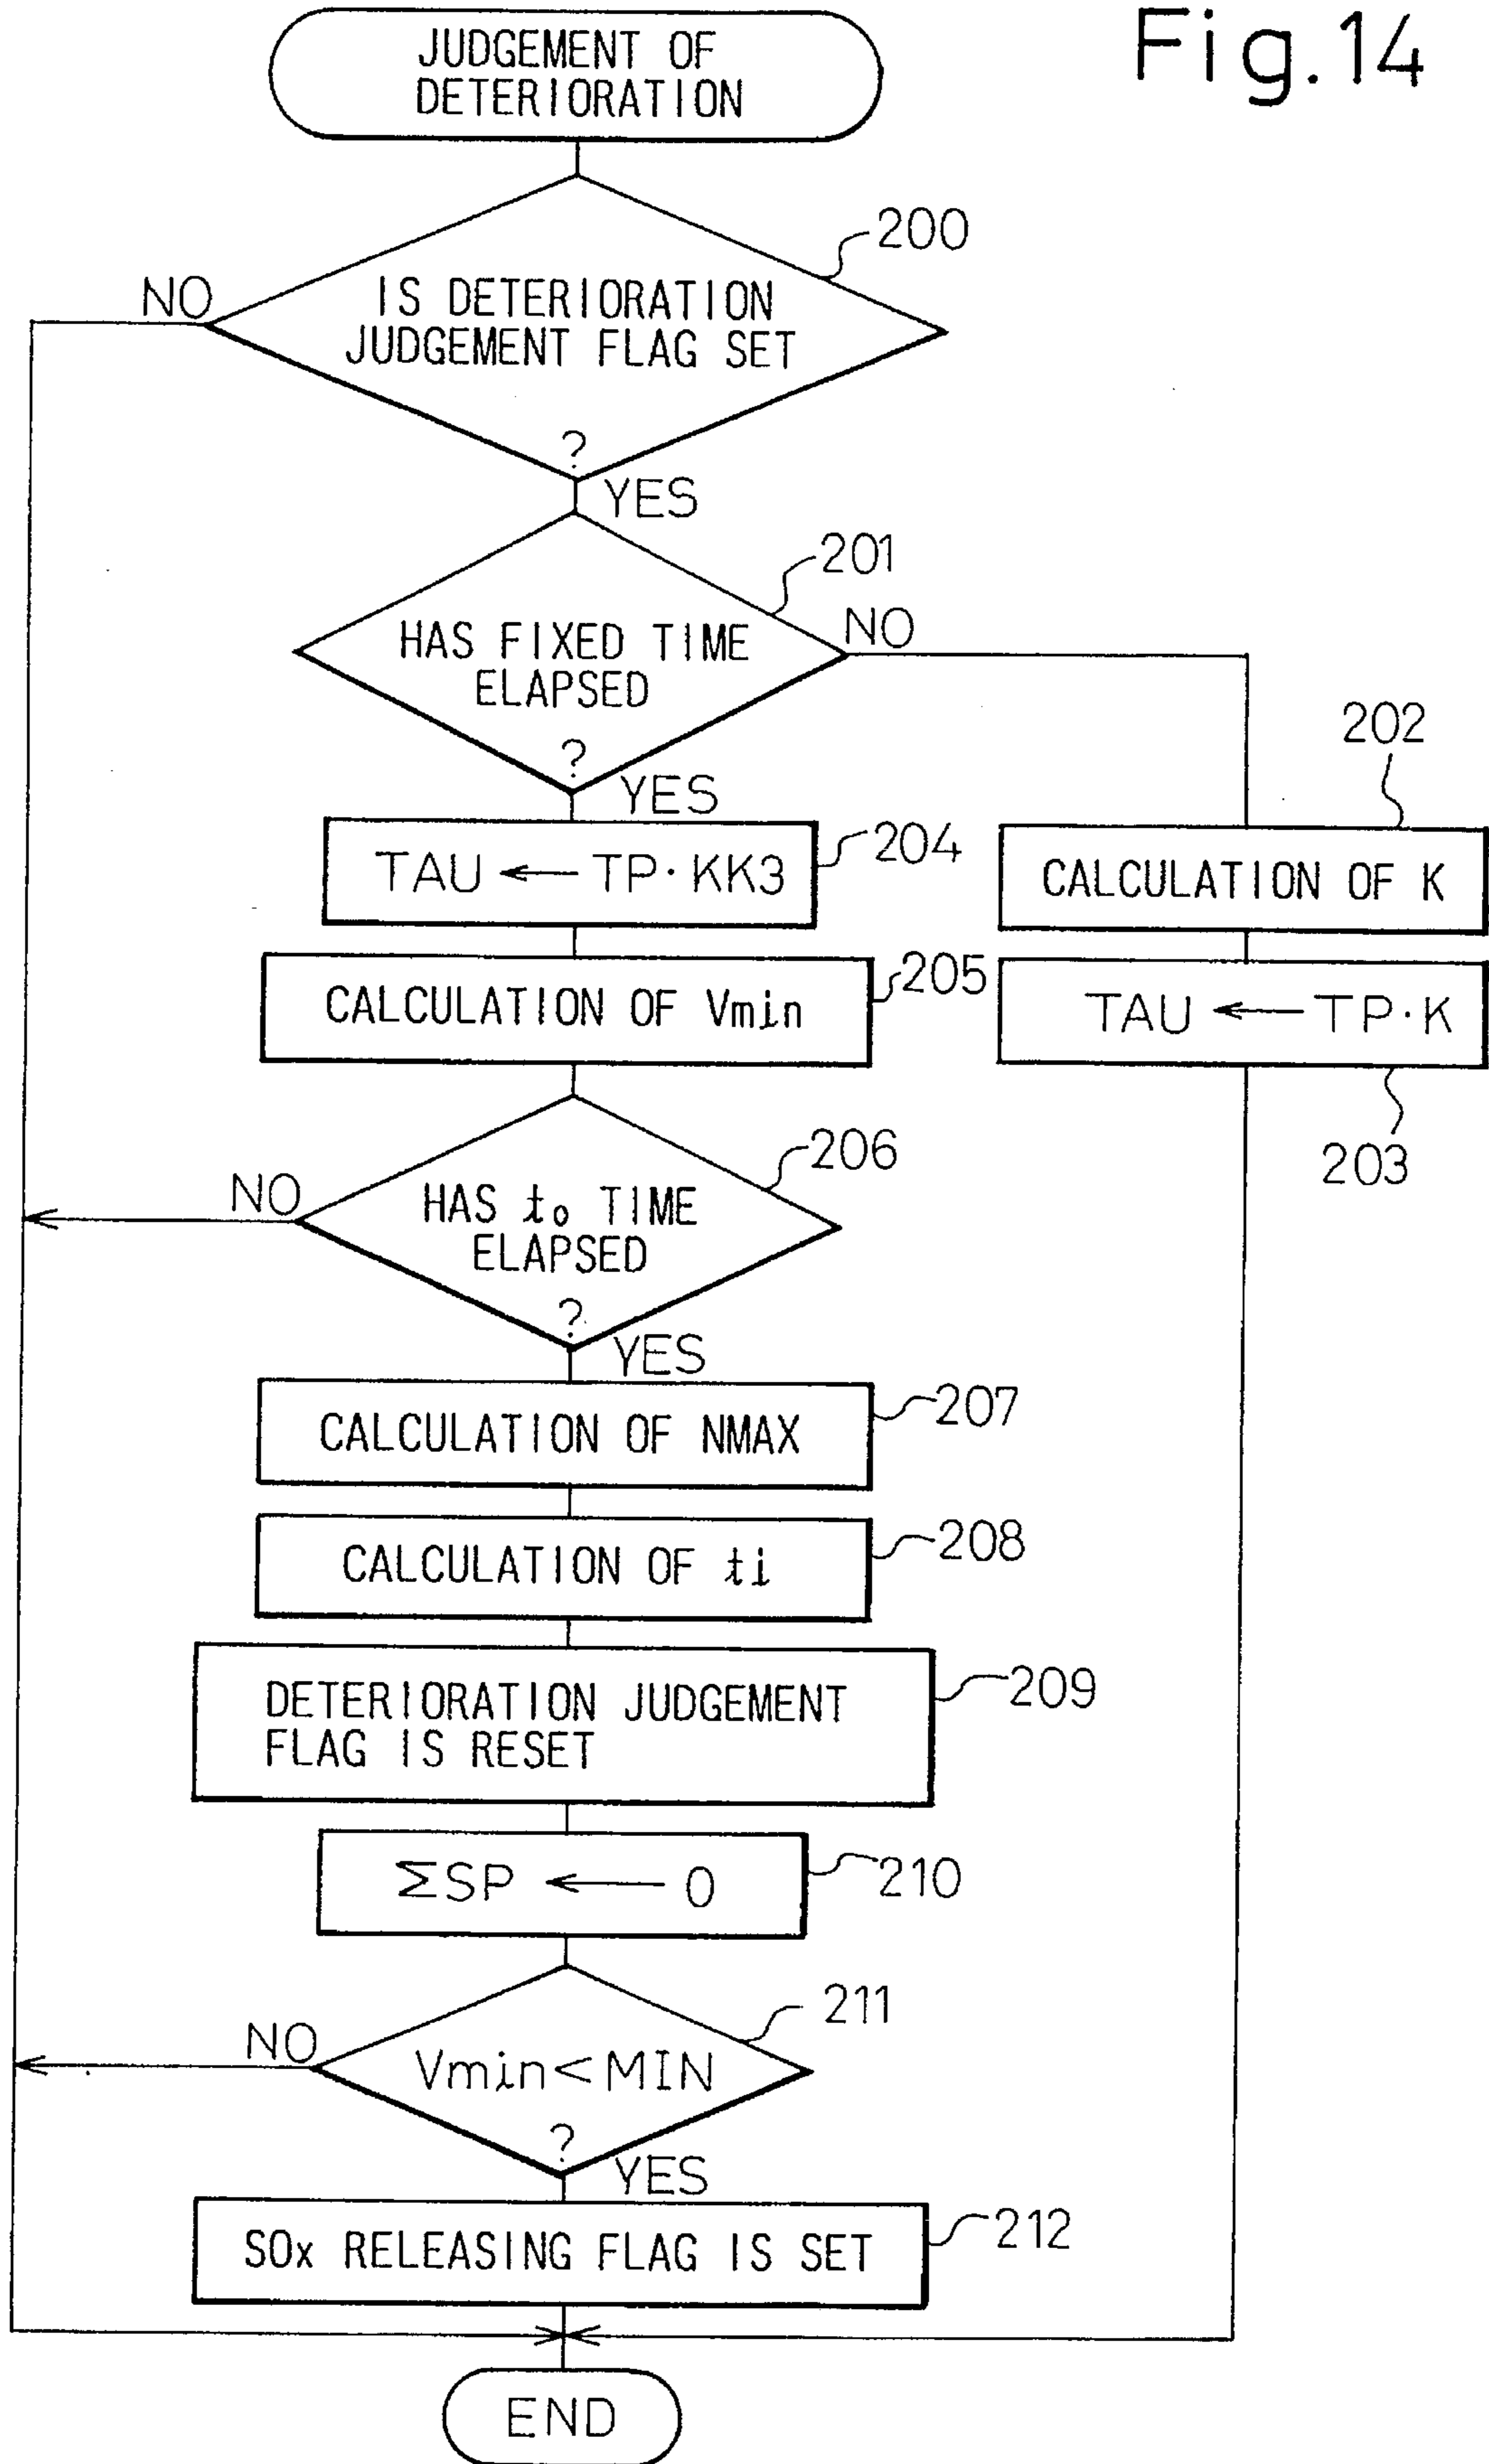 Fig.14
JUDGEMENT OF
DETERIORATION
200
NO
IS DETERIORATION
JUDGEMENT FLAG SET
?
YES
201
NO
HAS FIXED TIME
ELAPSED
?
YES
202
CALCULATION OF K
TAU ← TP·K
203
204
TAU ← TP·KK3
205
CALCULATION OF Vmin
206
NO
HAS t₀ TIME
ELAPSED
?
YES
207
CALCULATION OF NMAX
208
CALCULATION OF ti
209
DETERIORATION JUDGEMENT
FLAG IS RESET
210
ΣSP ← 0
211
NO
Vmin<MIN
?
YES
212
SOx RELEASING FLAG IS SET
END